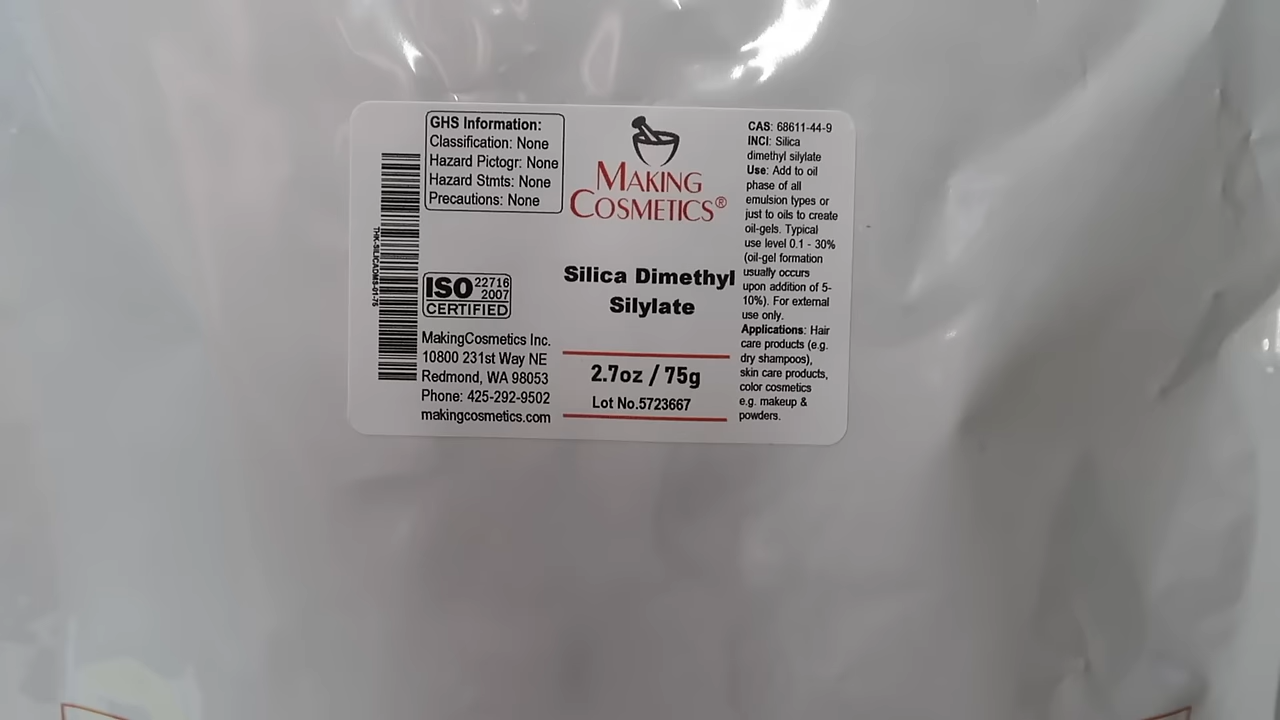 GHS Information:
Classification: None
Hazard Pictogr: None
Hazard Stmts: None
Precautions: None
ISO 22716
2007
CERTIFIED
MakingCosmetics Inc.
10800 231st Way NE
Redmond, WA 98053
Phone: 425-292-9502
makingcosmetics.com
MAKING
COSMETICS®
Silica Dimethyl
Silylate
2.7oz / 75g
Lot No.5723667
CAS: 68611-44-9
INCI: Silica
dimethyl silylate
Use: Add to oil
phase of all
emulsion types or
just to oils to create
oil-gels. Typical
use level 0.1 - 30%
(oil-gel formation
usually occurs
upon addition of 5-
10%). For external
use only.
Applications: Hair
care products (e.g.
dry shampoos),
skin care products,
color cosmetics
e.g. makeup &
powders.